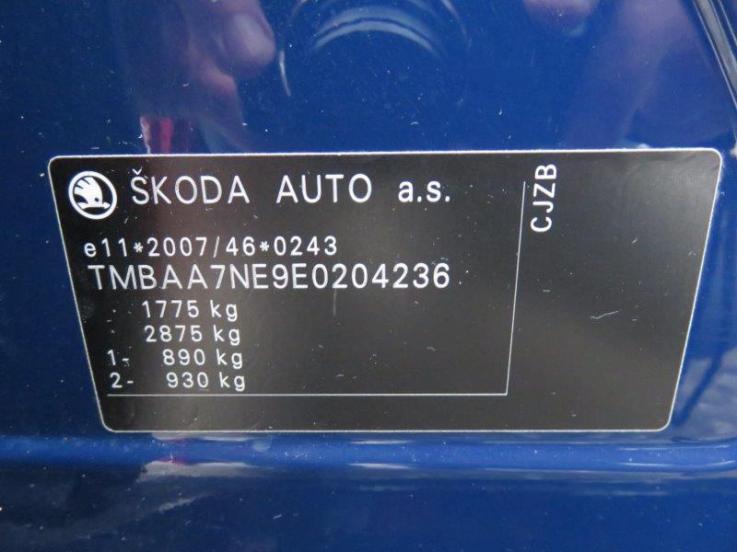 ŠKODA AUTO a.s.
CJZB
e11*2007/46*0243
TMBAA7NE9E0204236
1775 kg
2875 kg
1- 890 kg
2- 930 kg